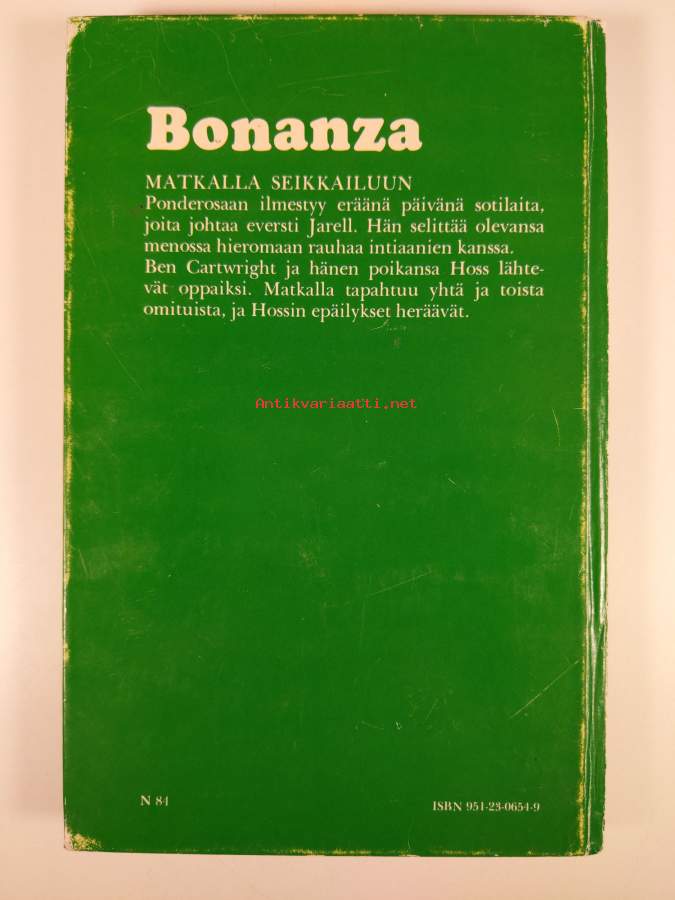 Bonanza
MATKALLA SEIKKAILUUN
Ponderosaan ilmestyy eräänä päivänä sotilaita,
joita johtaa eversti Jarell. Hän selittää olevansa
menossa hieromaan rauhaa intiaanien kanssa.
Ben Cartwright ja hänen poikansa Hoss lähte-
vät oppaiksi. Matkalla tapahtuu yhtä ja toista
omituista, ja Hossin epäilykset heräävät.
Antikvariaatti.net
N 84
ISBN 951-23-0654-9